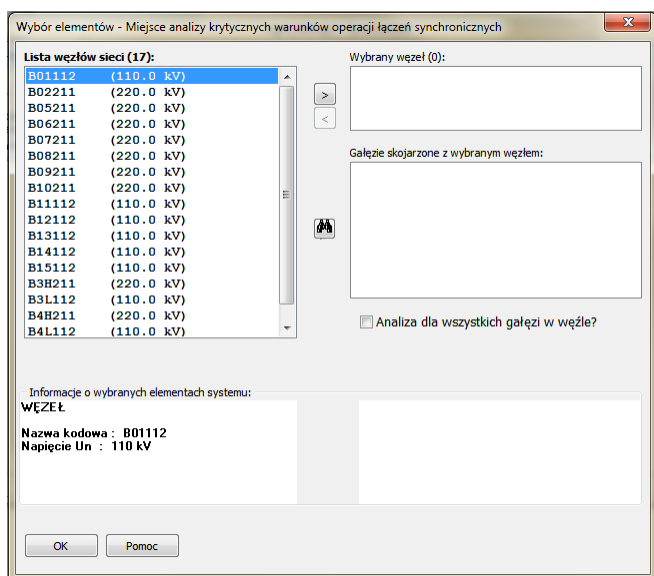 Wybór elementów - Miejsce analizy krytycznych warunków operacji łączeń synchronicznych
Lista węzłów sieci (17):
B01112 (110.0 kV)
B02211 (220.0 kV)
B05211 (220.0 kV)
B06211 (220.0 kV)
B07211 (220.0 kV)
B08211 (220.0 kV)
B09211 (220.0 kV)
B10211 (220.0 kV)
B11112 (110.0 kV)
B12112 (110.0 kV)
B13112 (110.0 kV)
B14112 (110.0 kV)
B15112 (110.0 kV)
B3H211 (220.0 kV)
B3L112 (110.0 kV)
B4H211 (220.0 kV)
B4L112 (110.0 kV)
>
<
Wybrany węzeł (0):
Gałęzie skojarzone z wybranym węzłem:
Analiza dla wszystkich gałęzi w węźle?
Informacje o wybranych elementach systemu:
WĘZEŁ
Nazwa kodowa : B01112
Napięcie Un : 110 kV
OK
Pomoc